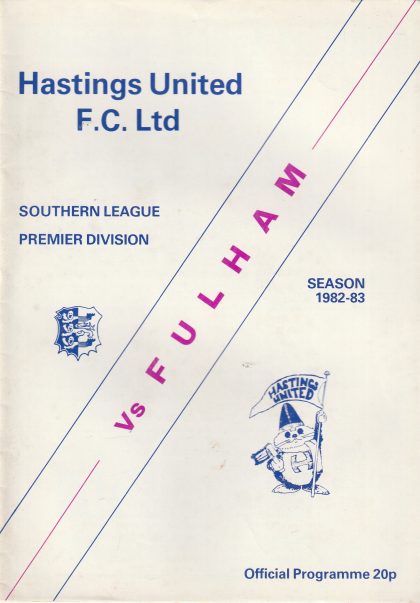 Hastings United
F.C. Ltd
SOUTHERN LEAGUE
PREMIER DIVISION
Vs FULHAM
SEASON
1982-83
HASTINGS
UNITED
H
Official Programme 20p